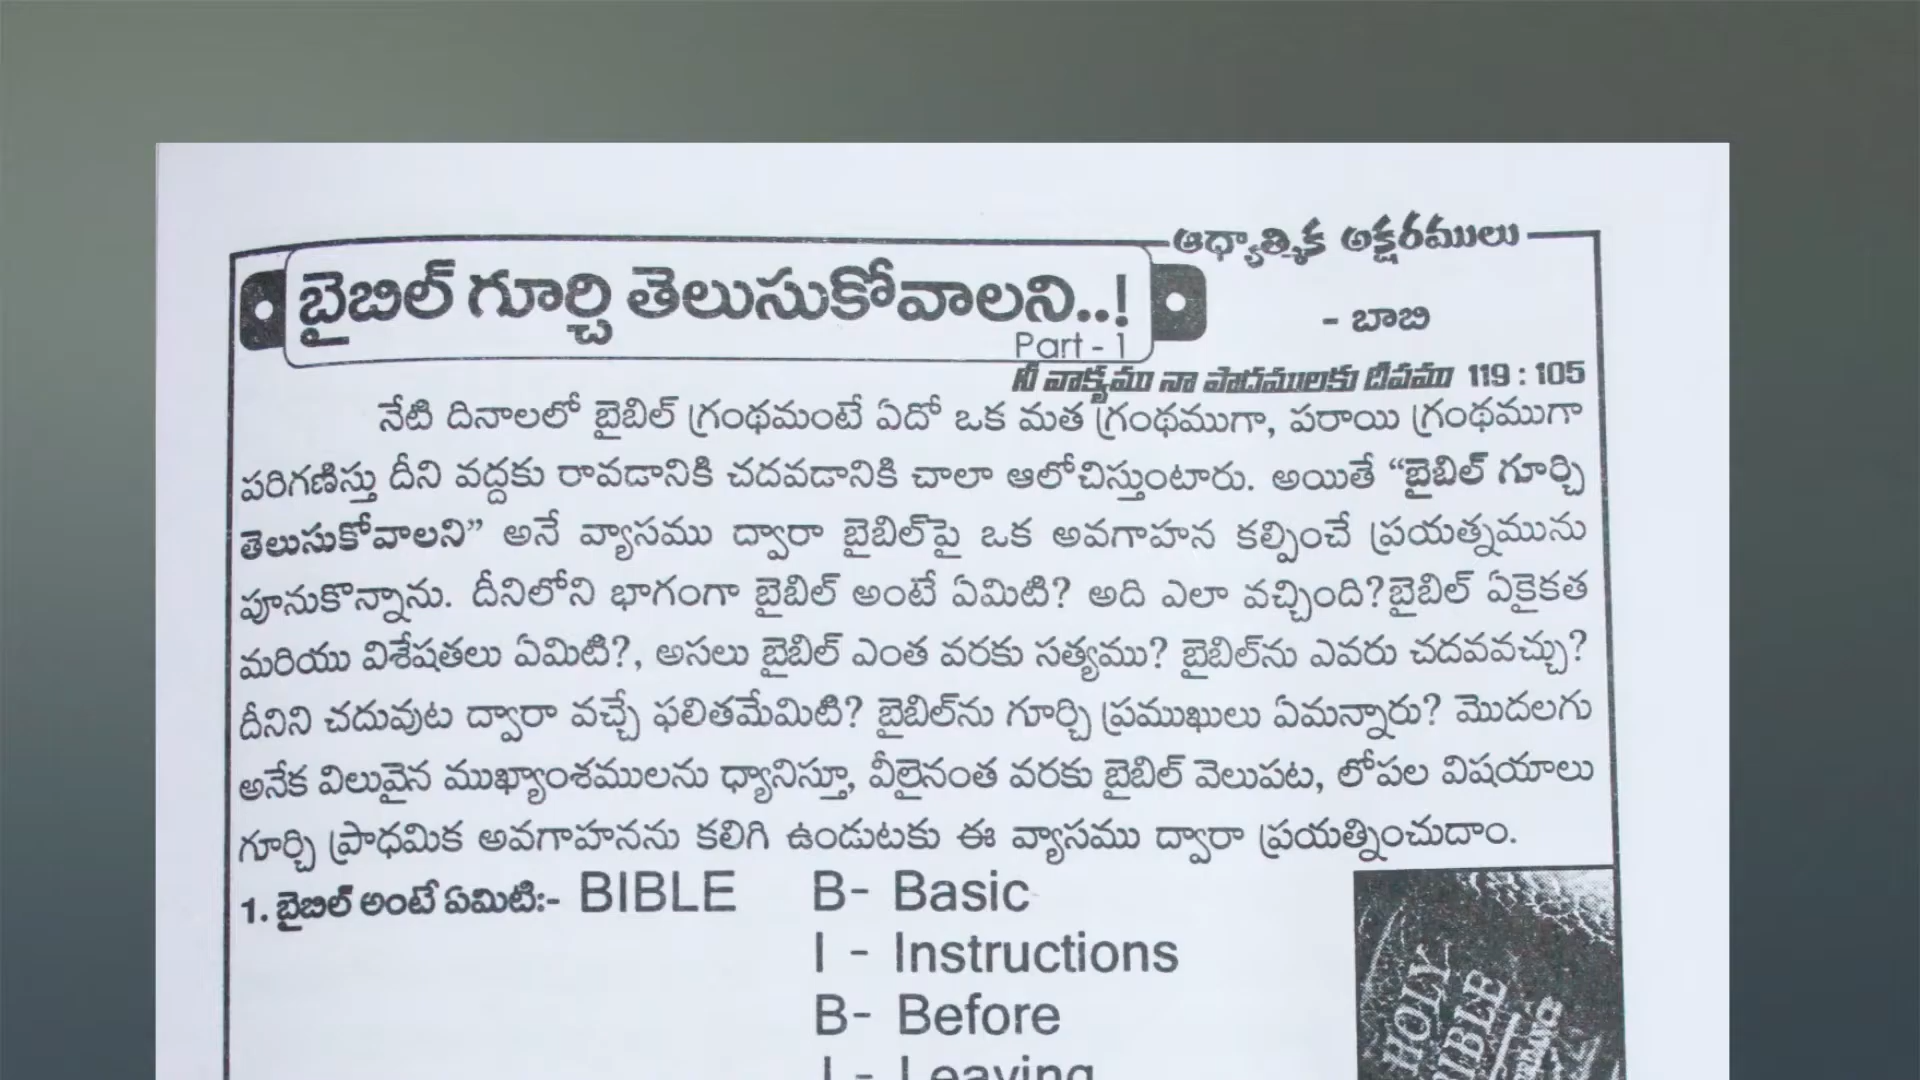 ఆధ్యాత్మిక అక్షరములు
బైబిల్ గూర్చి తెలుసుకోవాలని..!
- బాబి
Part - 1
నీ వాక్యము నా పాదములకు దీపము 119 : 105
నేటి దినాలలో బైబిల్ గ్రంథమంటే ఏదో ఒక మత గ్రంథముగా, పరాయి గ్రంథముగా
పరిగణిస్తు దీని వద్దకు రావడానికి చదవడానికి చాలా ఆలోచిస్తుంటారు. అయితే “బైబిల్ గూర్చి
తెలుసుకోవాలని” అనే వ్యాసము ద్వారా బైబిల్‌పై ఒక అవగాహన కల్పించే ప్రయత్నమును
పూనుకొన్నాను. దీనిలోని భాగంగా బైబిల్ అంటే ఏమిటి? అది ఎలా వచ్చింది?బైబిల్ ఏకైకత
మరియు విశేషతలు ఏమిటి?, అసలు బైబిల్ ఎంత వరకు సత్యము? బైబిల్‌ను ఎవరు చదవవచ్చు?
దీనిని చదువుట ద్వారా వచ్చే ఫలితమేమిటి? బైబిల్‌ను గూర్చి ప్రముఖులు ఏమన్నారు? మొదలగు
అనేక విలువైన ముఖ్యాంశములను ధ్యానిస్తూ, వీలైనంత వరకు బైబిల్ వెలుపట, లోపల విషయాలు
గూర్చి ప్రాధమిక అవగాహనను కలిగి ఉండుటకు ఈ వ్యాసము ద్వారా ప్రయత్నించుదాం.
1. బైబిల్ అంటే ఏమిటి:- BIBLE B- Basic
I - Instructions
B- Before
L - Leaving
HOLY
BIBLE